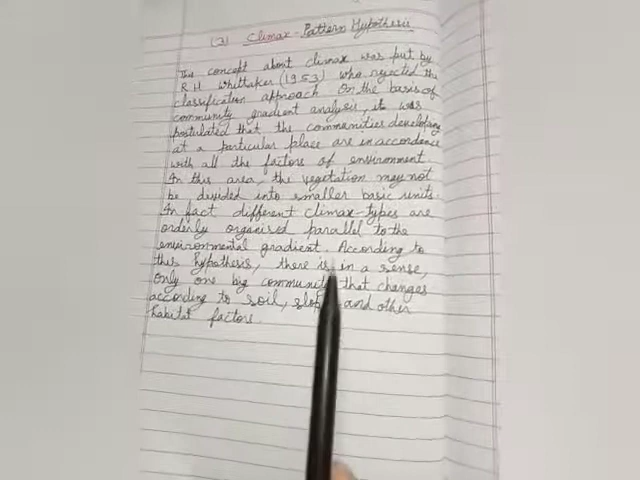 (3) Climax-Pattern Hypothesis
This concept about climax was put by
R.H Whittaker (1953) who rejected the
classification approach. On the basis of
community gradient analysis, it was
postulated that the communities developing
at a particular place are in accordance
with all the factors of environment.
In this area, the vegetation may not
be divided into smaller basic units.
In fact different climax-types are
orderly organised parallel to the
environmental gradient. According to
this hypothesis, there is in a sense,
only one big community that changes
according to soil, and other
habitat factors.